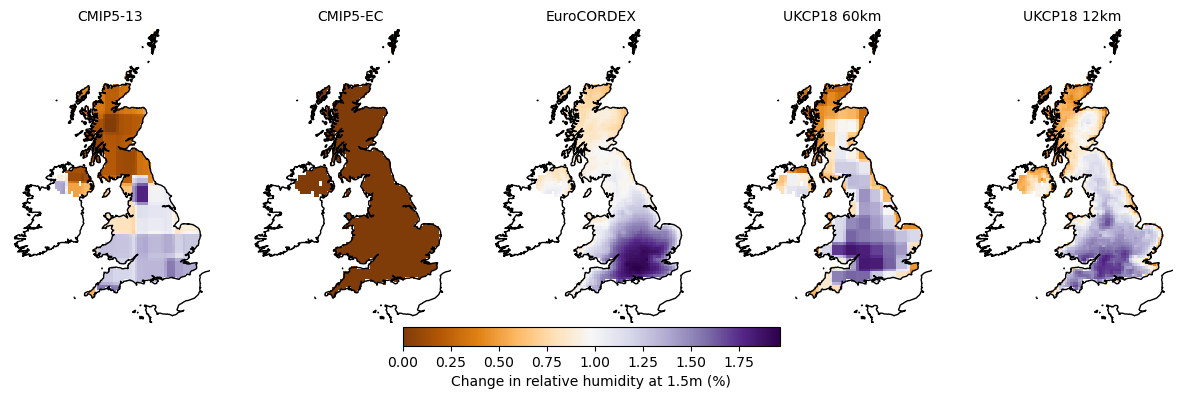 CMIP5-13 CMIP5-EC EuroCORDEX UKCP18 60km UKCP18 12km
0.00 0.25 0.50 0.75 1.00 1.25 1.50 1.75
Change in relative humidity at 1.5m (%)